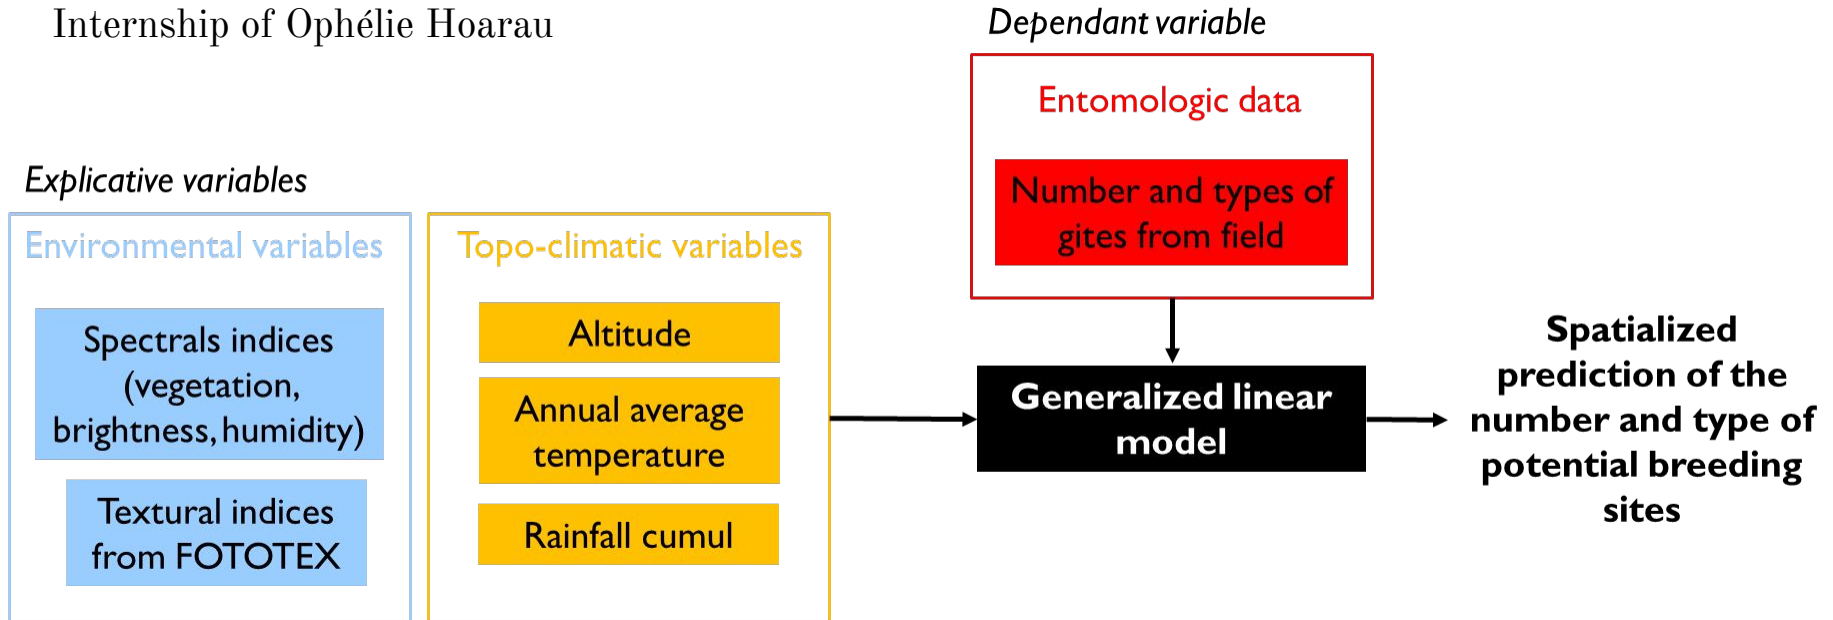 Internship of Ophélie Hoarau
Dependant variable
Entomologic data
Number and types of
gites from field
Explicative variables
Environmental variables
Spectrals indices
(vegetation,
brightness, humidity)
Textural indices
from FOTOTEX
Topo-climatic variables
Altitude
Annual average
temperature
Rainfall cumul
Generalized linear
model
Spatialized
prediction of the
number and type of
potential breeding
sites